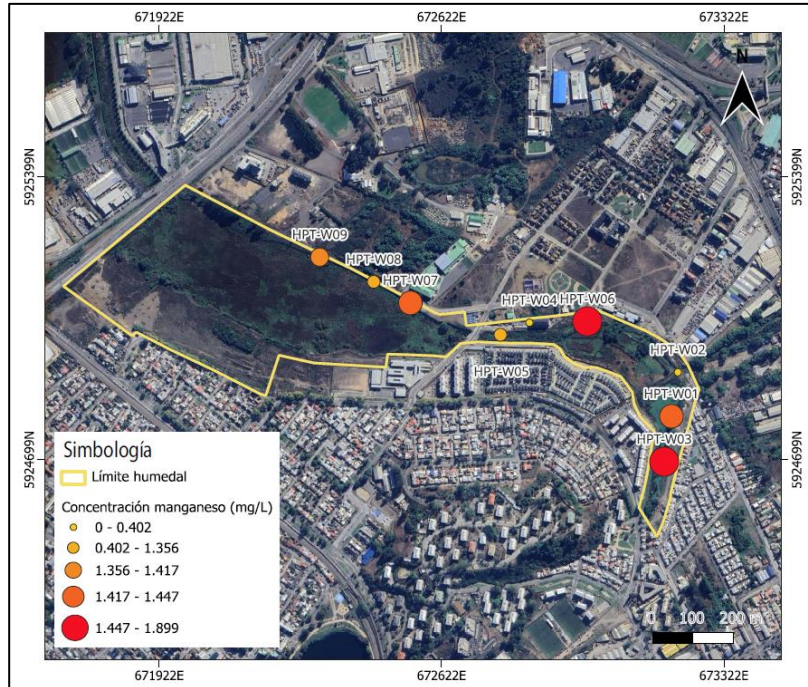 671922E
672622E
673322E
N
5925399N
5925399N
HPT-W09
HPT-W08
HPT-W07
HPT-W04
HPT-W06
HPT-W02
HPT-W05
HPT-W01
HPT-W03
5924699N
5924699N
Simbología
Límite humedal
Concentración manganeso (mg/L)
0 - 0.402
0.402 - 1.356
1.356 - 1.417
1.417 - 1.447
1.447 - 1.899
0 100 200 m
671922E
672622E
673322E